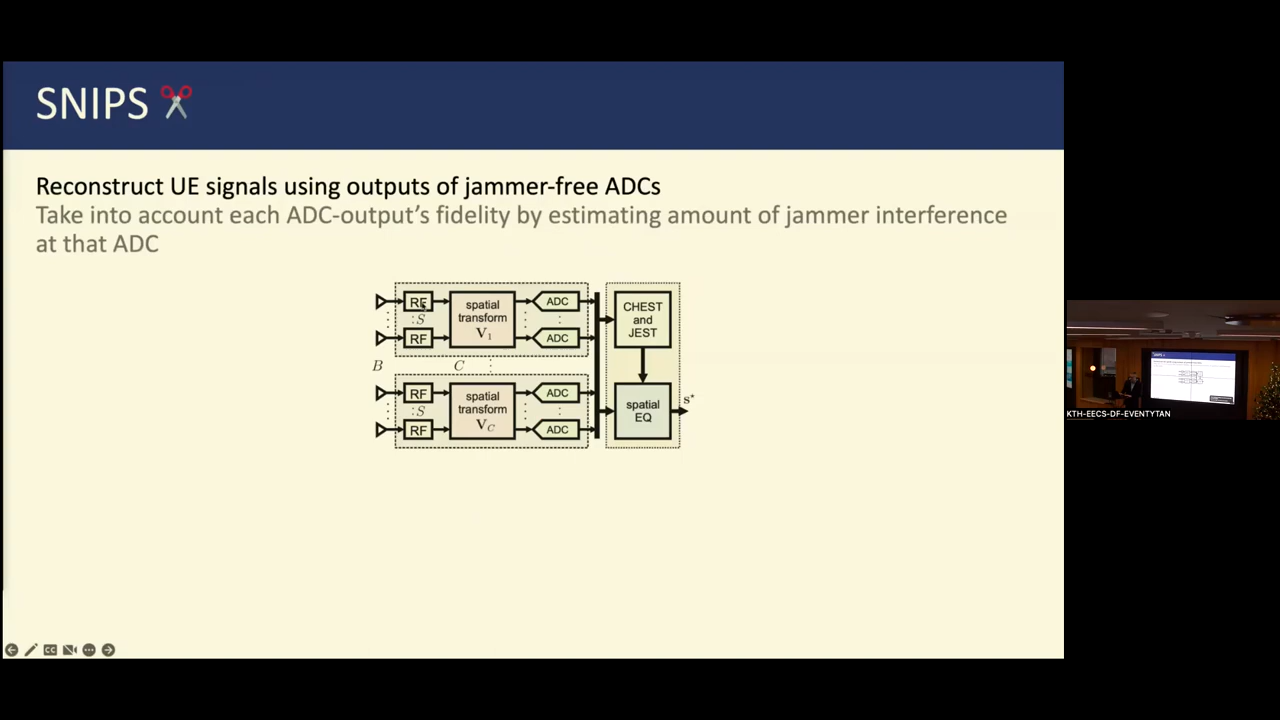 SNIPS
Reconstruct UE signals using outputs of jammer-free ADCs
Take into account each ADC-output's fidelity by estimating amount of jammer interference
at that ADC
RF
S
RF
spatial
transform
V₁
ADC
ADC
CHEST
and
JEST
B
C
RF
S
RF
spatial
transform
V_C
ADC
ADC
spatial
EQ
s*
CC
KTH-EECS-DF-EVENTYTAN